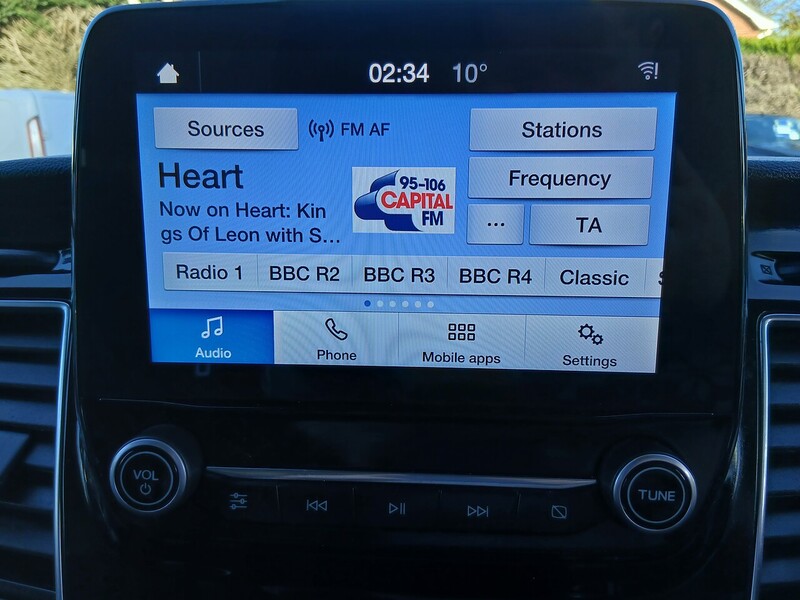 02:34 10°
Sources FM AF Stations
Heart
95-106
CAPITAL
FM
Frequency
Now on Heart: Kin
gs Of Leon with S...
... TA
Radio 1 BBC R2 BBC R3 BBC R4 Classic
Audio Phone Mobile apps Settings
VOL TUNE